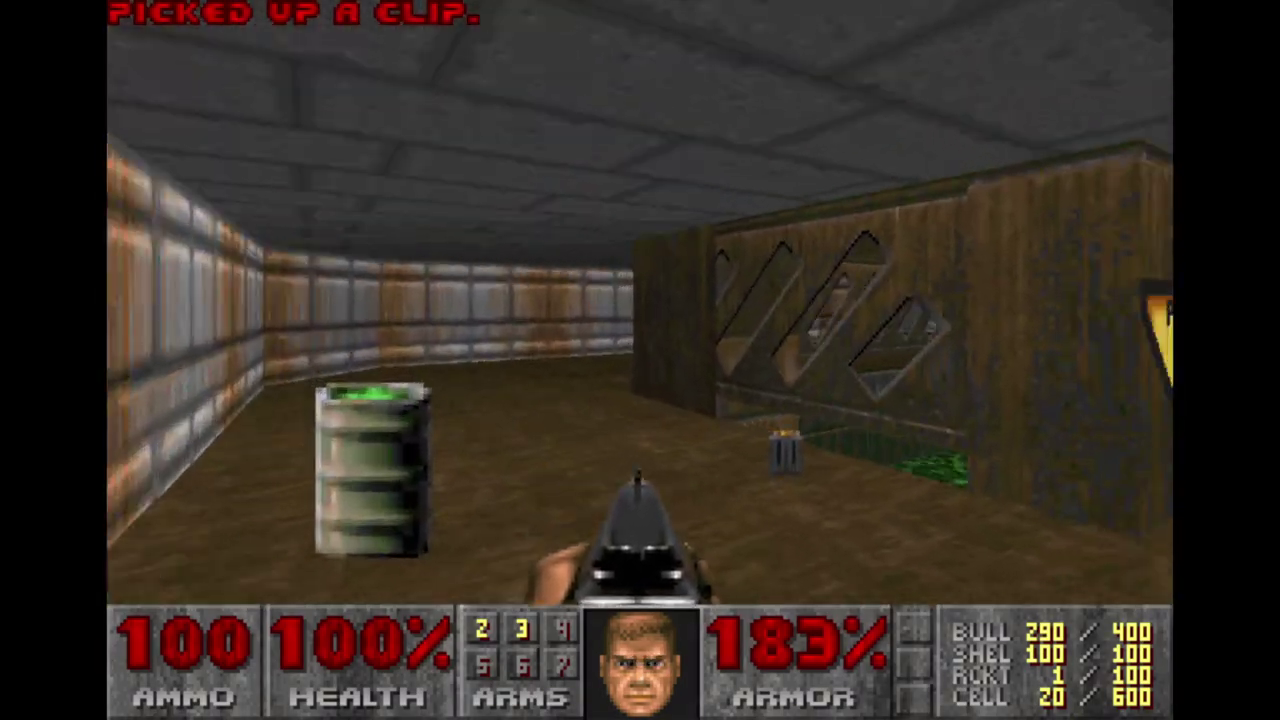 PICKED UP A CLIP.
100 100% 2 3 4 183% BULL 290 / 400
SHEL 100 / 100
5 6 7 RCKT 1 / 100
AMMO HEALTH ARMS ARMOR CELL 20 / 600